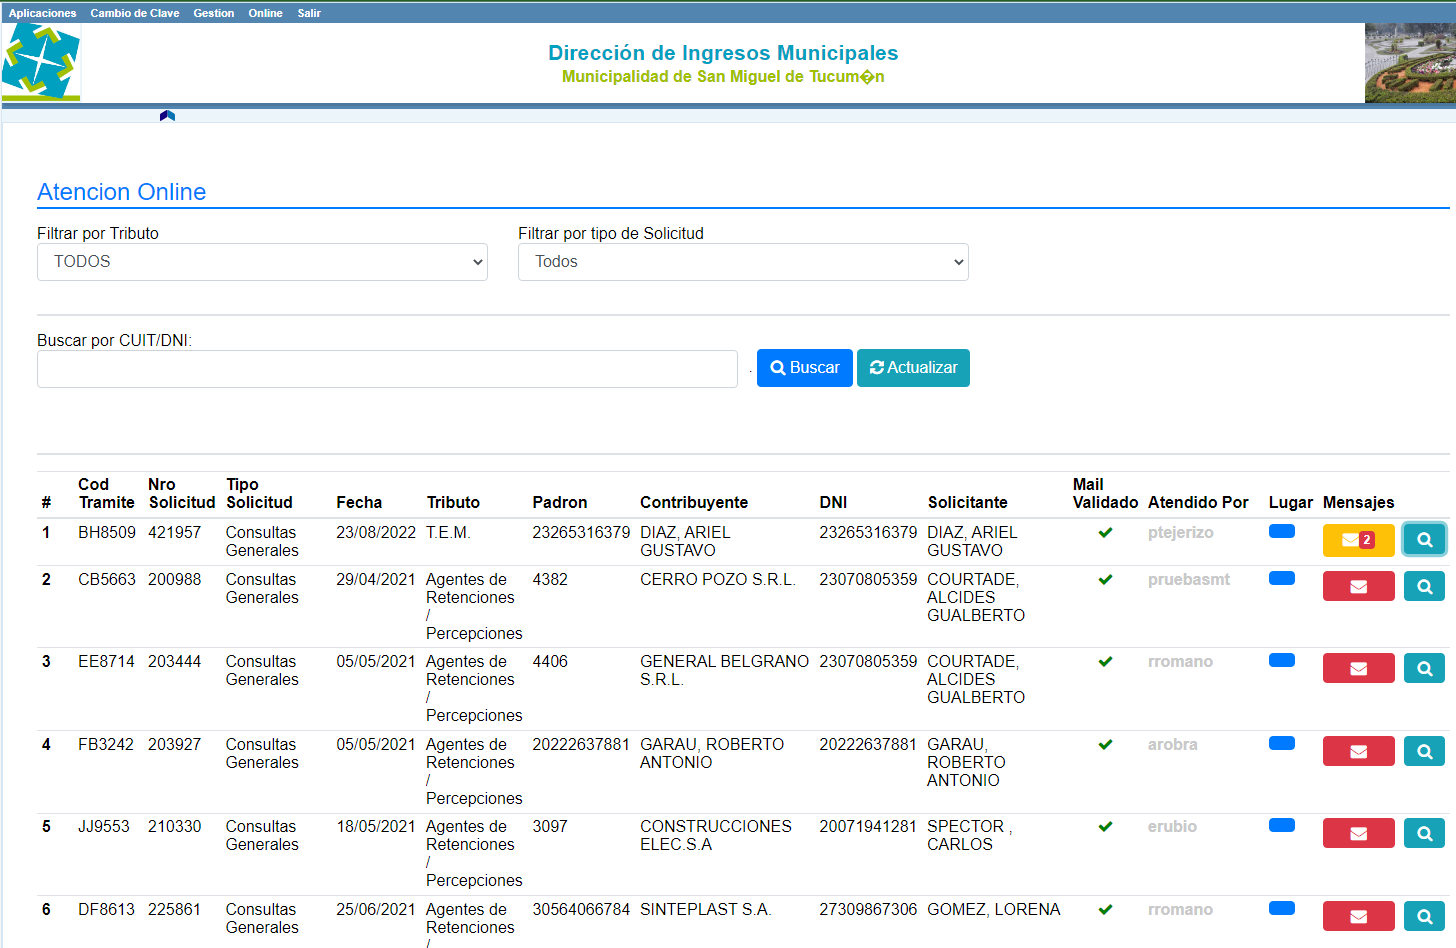 Aplicaciones Cambio de Clave Gestion Online Salir
Dirección de Ingresos Municipales
Municipalidad de San Miguel de Tucum�n
Atencion Online
Filtrar por Tributo Filtrar por tipo de Solicitud
TODOS Todos
Buscar por CUIT/DNI:
. Buscar Actualizar
# Cod Tramite Nro Solicitud Tipo Solicitud Fecha Tributo Padron Contribuyente DNI Solicitante Mail Validado Atendido Por Lugar Mensajes
1 BH8509 421957 Consultas Generales 23/08/2022 T.E.M. 23265316379 DIAZ, ARIEL GUSTAVO 23265316379 DIAZ, ARIEL GUSTAVO ptejerizo 2
2 CB5663 200988 Consultas Generales 29/04/2021 Agentes de Retenciones / Percepciones 4382 CERRO POZO S.R.L. 23070805359 COURTADE, ALCIDES GUALBERTO pruebasmt
3 EE8714 203444 Consultas Generales 05/05/2021 Agentes de Retenciones / Percepciones 4406 GENERAL BELGRANO S.R.L. 23070805359 COURTADE, ALCIDES GUALBERTO rromano
4 FB3242 203927 Consultas Generales 05/05/2021 Agentes de Retenciones / Percepciones 20222637881 GARAU, ROBERTO ANTONIO 20222637881 GARAU, ROBERTO ANTONIO arobra
5 JJ9553 210330 Consultas Generales 18/05/2021 Agentes de Retenciones / Percepciones 3097 CONSTRUCCIONES ELEC.S.A 20071941281 SPECTOR , CARLOS erubio
6 DF8613 225861 Consultas Generales 25/06/2021 Agentes de Retenciones / 30564066784 SINTEPLAST S.A. 27309867306 GOMEZ, LORENA rromano